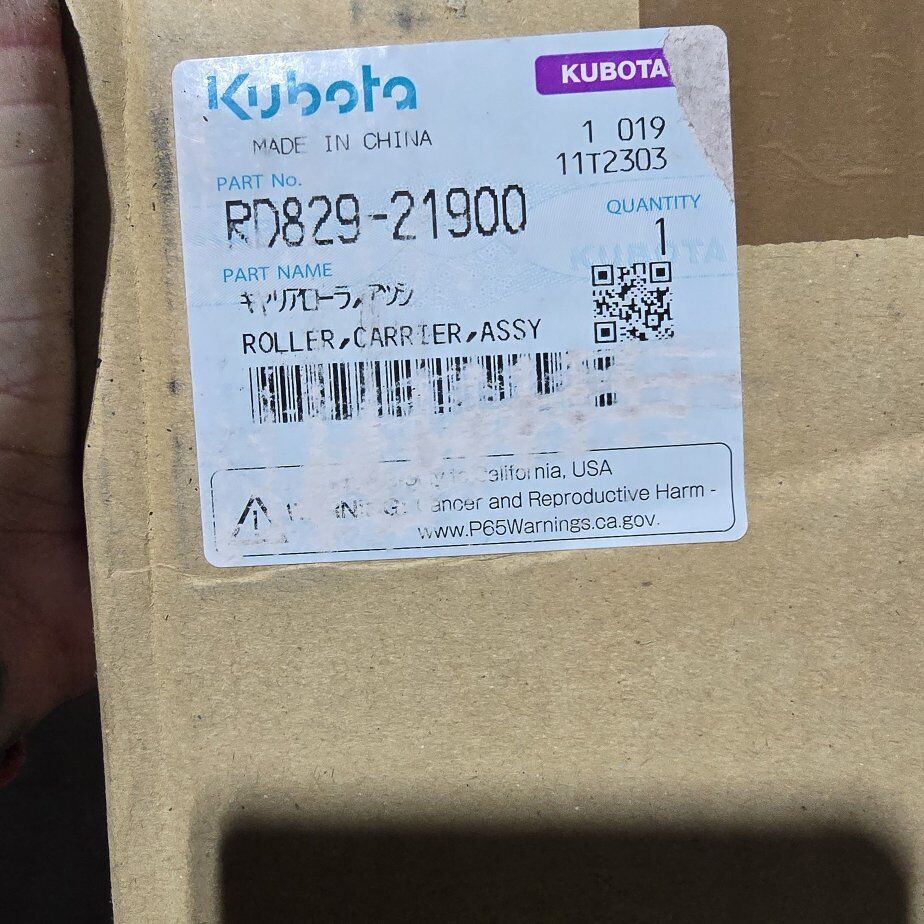 Kubota
KUBOTA
MADE IN CHINA
1 019
11T2303
PART No.
RD829-21900
QUANTITY
1
PART NAME
キャリアローラ,アツシ
ROLLER,CARRIER,ASSY
California, USA
Cancer and Reproductive Harm -
www.P65Warnings.ca.gov.